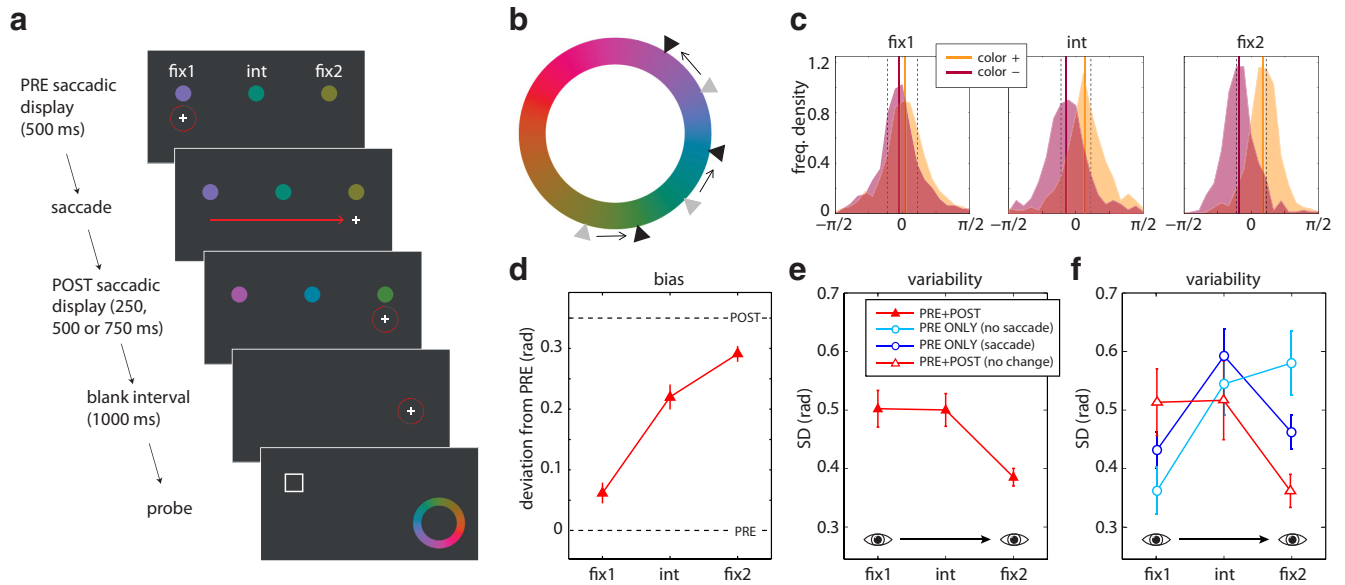 a
fix1
int
fix2
PRE saccadic
display
(500 ms)
saccade
POST saccadic
display (250,
500 or 750 ms)
blank interval
(1000 ms)
probe
b
c
fix1
int
fix2
color +
color −
freq. density
1.2
0.8
0.4
0
−π/2
0
π/2
−π/2
0
π/2
−π/2
0
π/2
d
bias
deviation from PRE (rad)
0.3
0.2
0.1
0
POST
PRE
fix1
int
fix2
e
variability
SD (rad)
0.7
0.6
0.5
0.4
0.3
PRE+POST
PRE ONLY (no saccade)
PRE ONLY (saccade)
PRE+POST (no change)
fix1
int
fix2
f
variability
SD (rad)
0.7
0.6
0.5
0.4
0.3
fix1
int
fix2